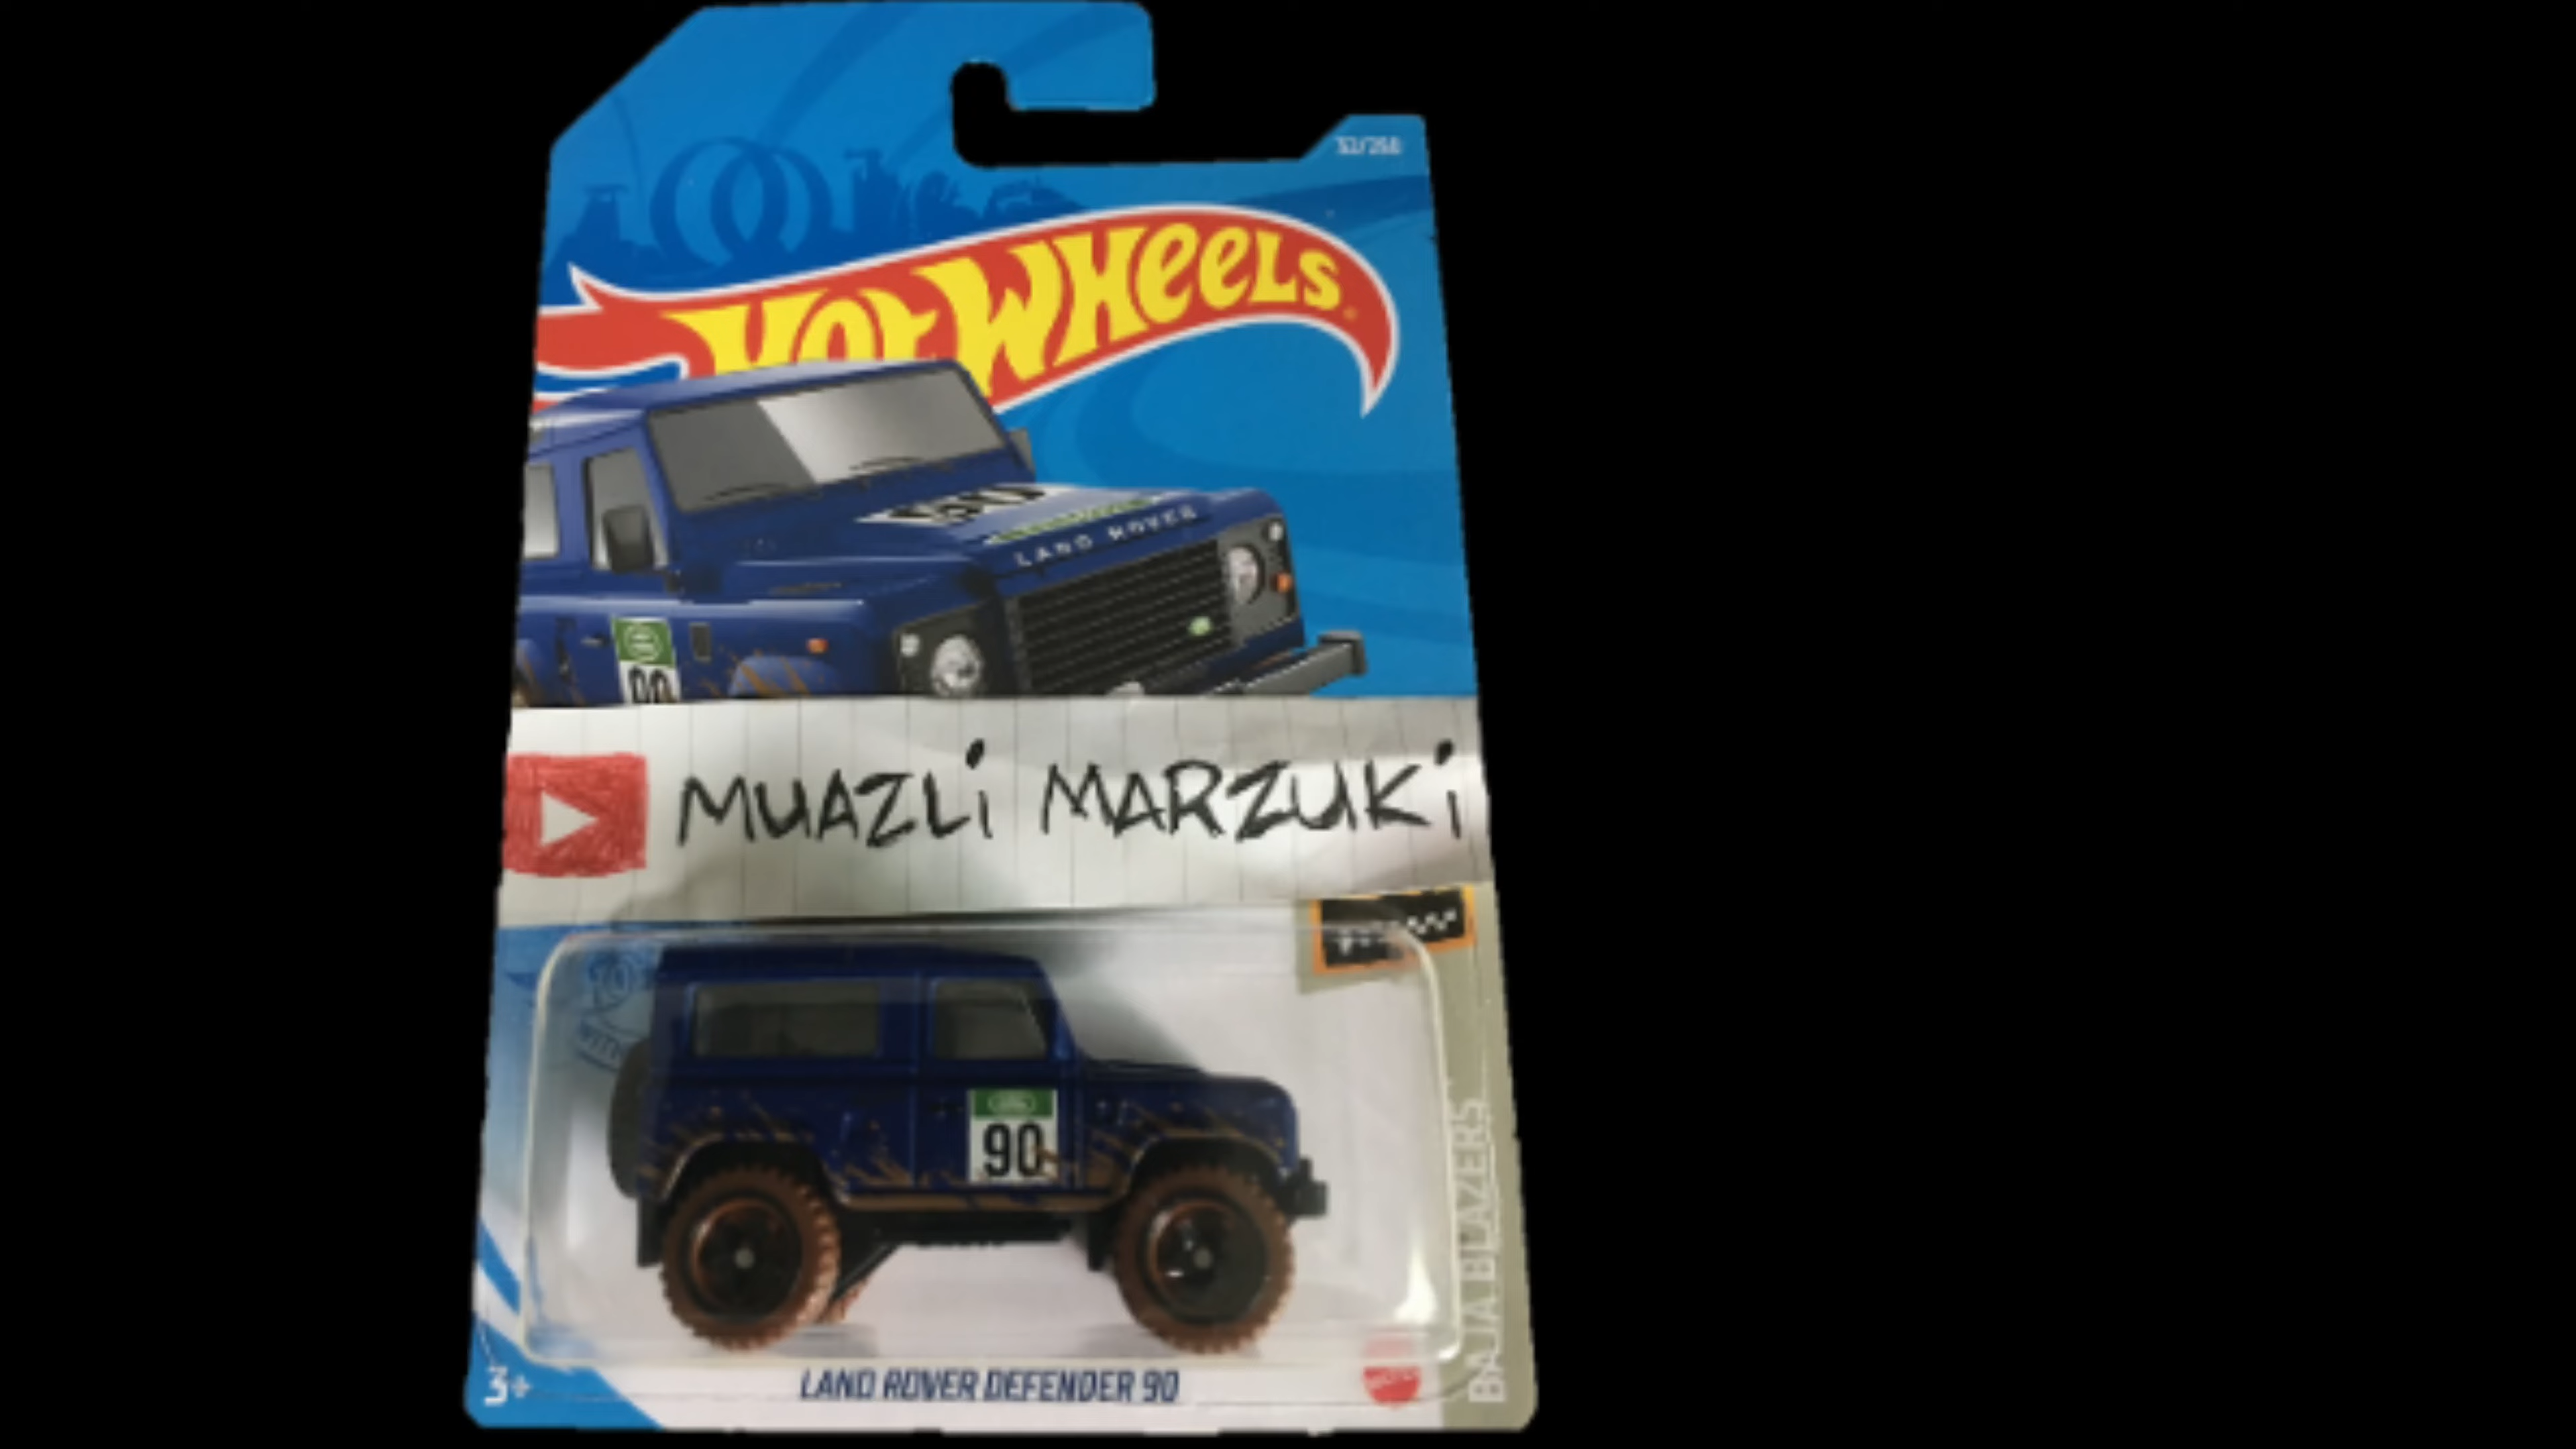 HOT WHEELS
LAND ROVER
90
MUAZLi MARZUKi
90
BAJA BLAZERS
3+
LAND ROVER DEFENDER 90